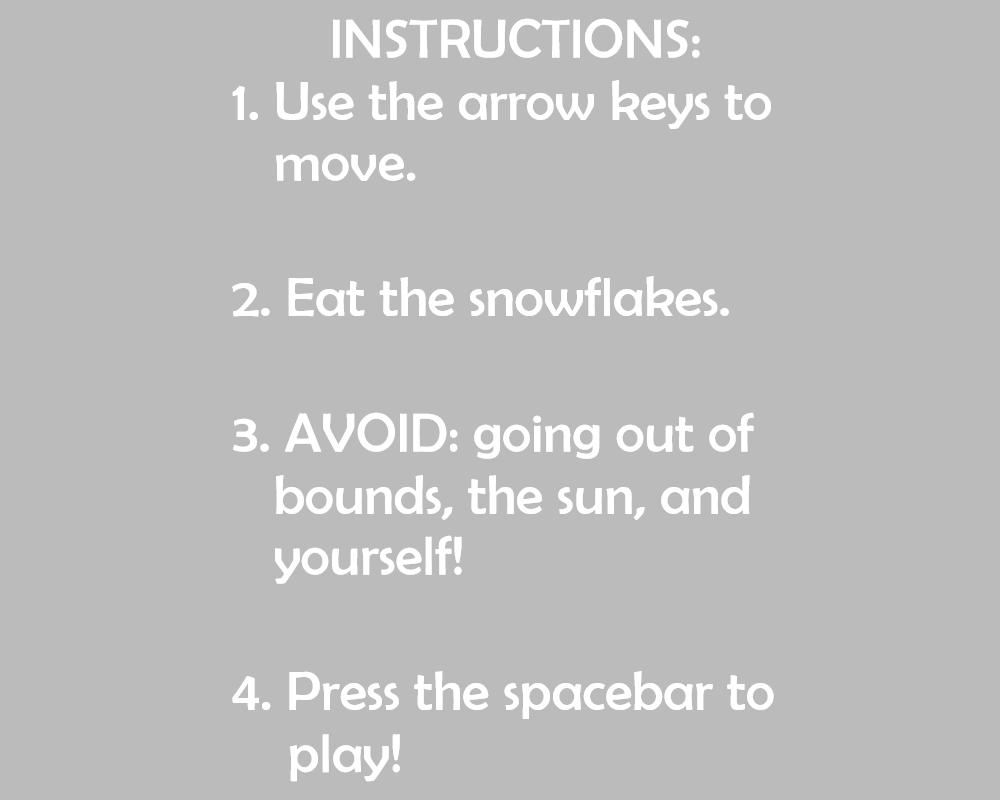 INSTRUCTIONS:
1. Use the arrow keys to
move.
2. Eat the snowflakes.
3. AVOID: going out of
bounds, the sun, and
yourself!
4. Press the spacebar to
play!